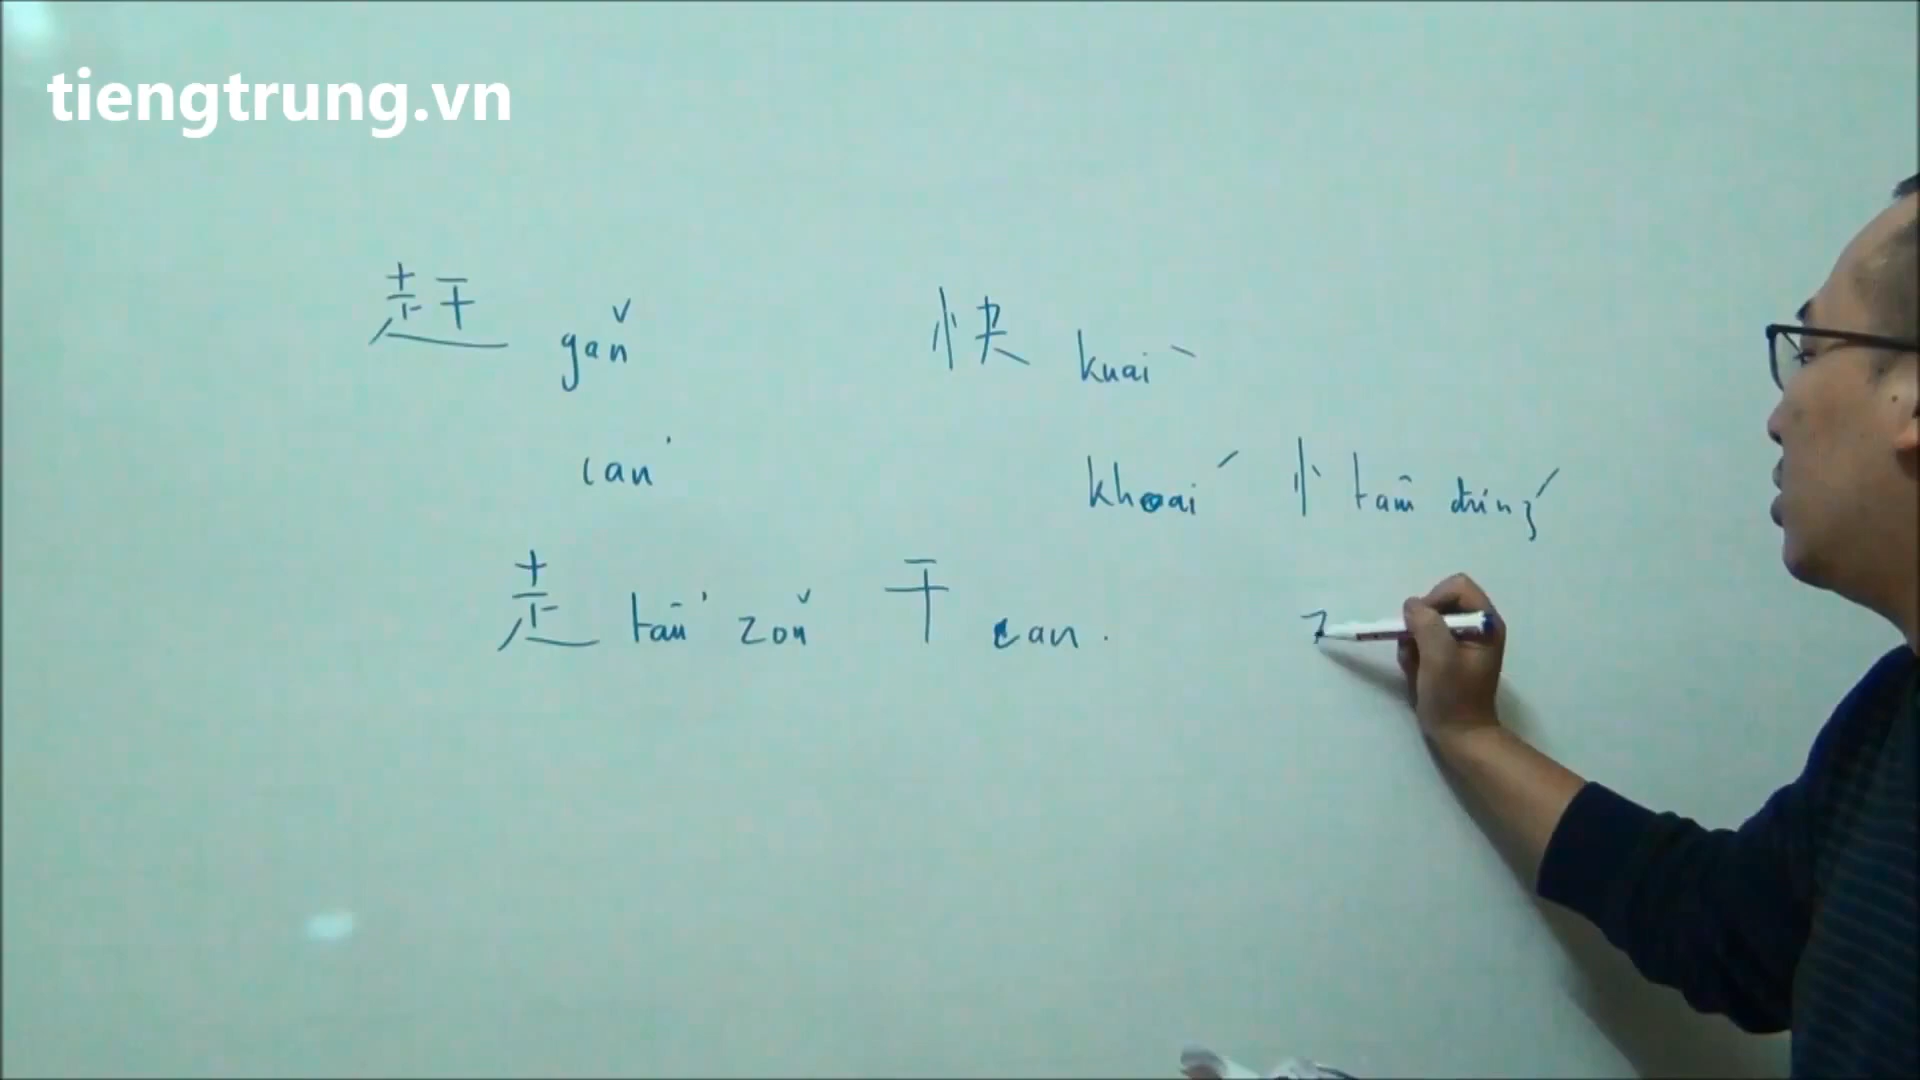 tiengtrung.vn
赶 gǎn 快 kuài
cản khoái 忄 tâm đứng
走 tẩu zǒu 干 can.